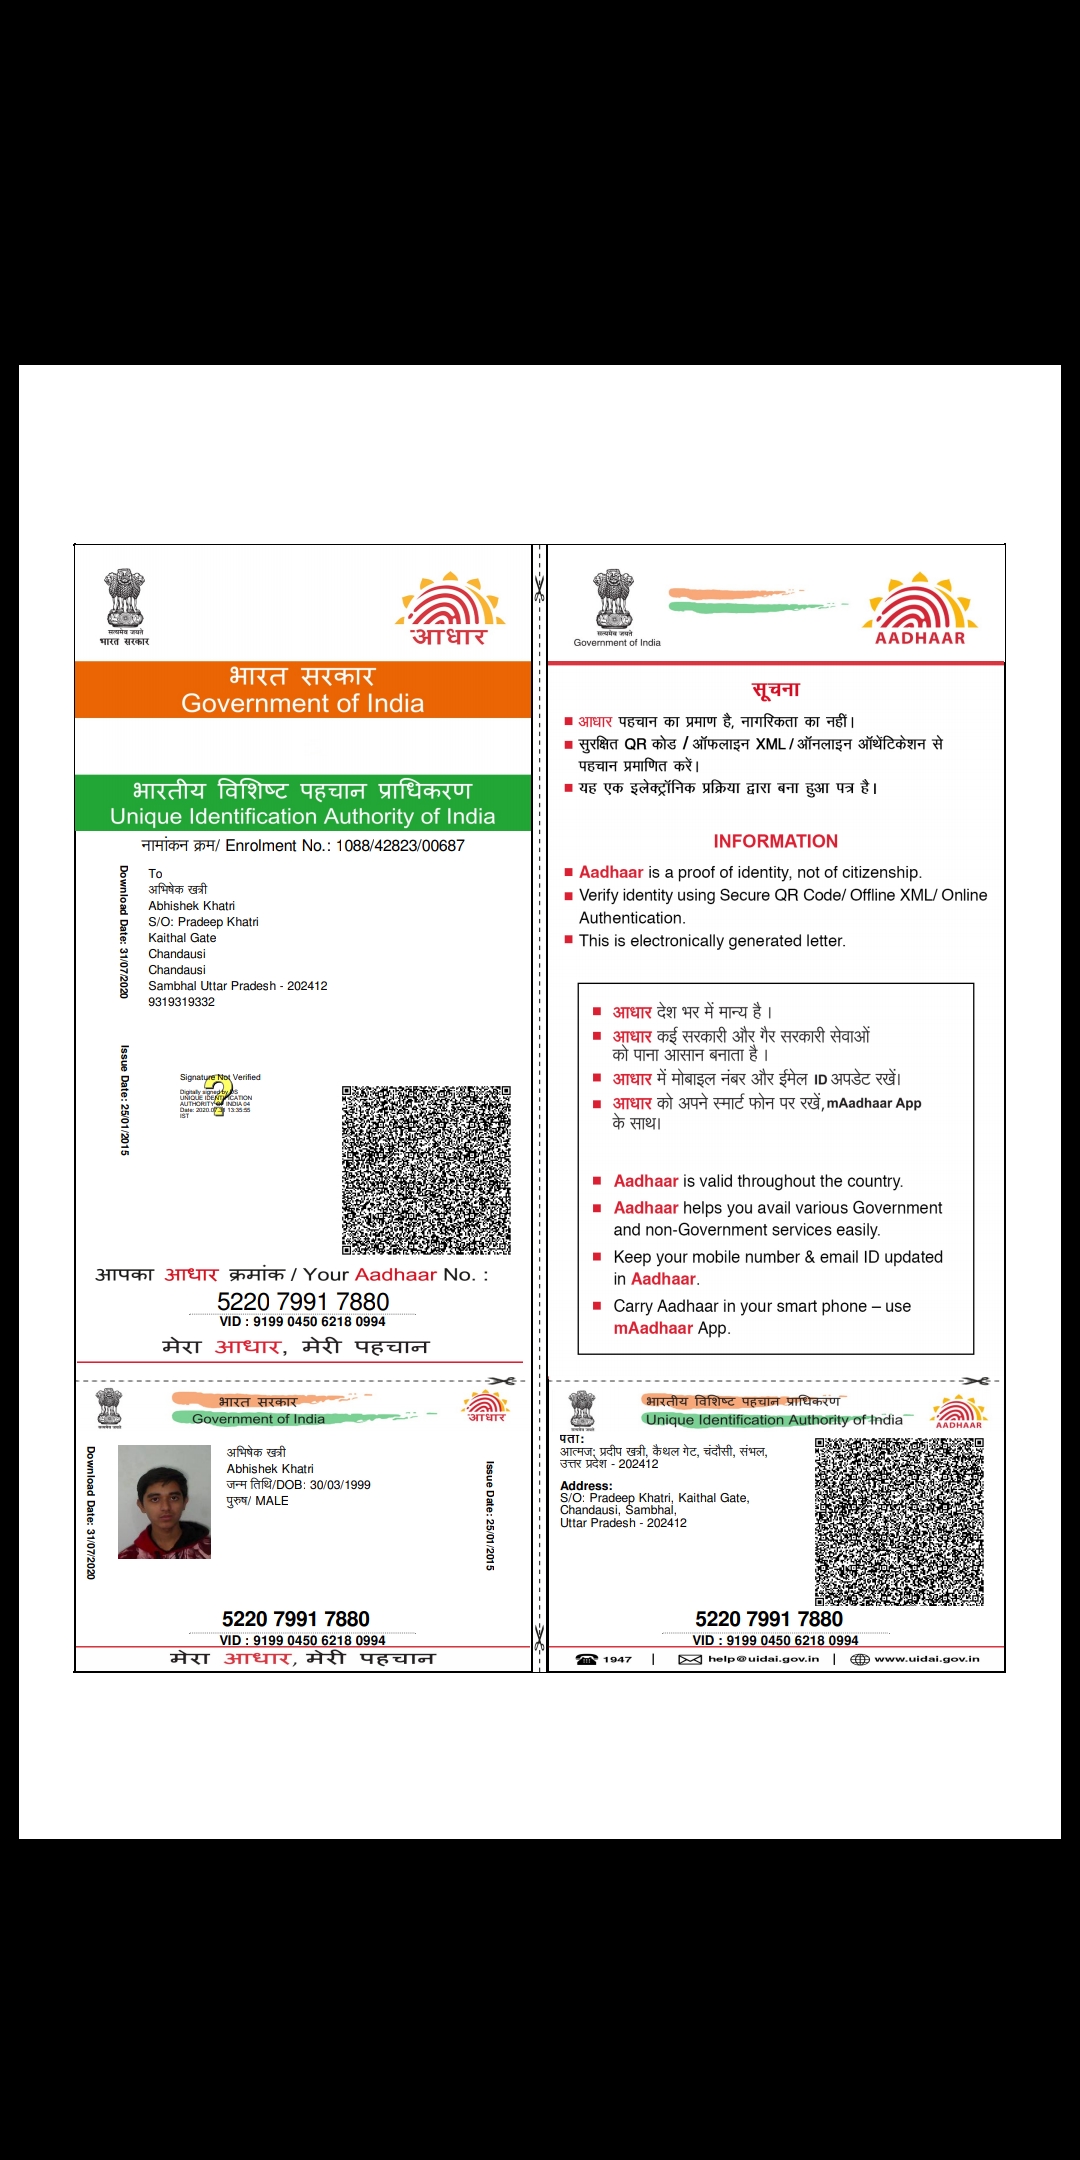 सत्यमेव जयते
भारत सरकार
आधार
भारत सरकार
Government of India
भारतीय विशिष्ट पहचान प्राधिकरण
Unique Identification Authority of India
नामांकन क्रम/ Enrolment No.: 1088/42823/00687
Download Date: 31/07/2020
To
अभिषेक खत्री
Abhishek Khatri
S/O: Pradeep Khatri
Kaithal Gate
Chandausi
Chandausi
Sambhal Uttar Pradesh - 202412
9319319332
Issue Date: 25/01/2015
Signature Not Verified
Digitally signed by DS
UNIQUE IDENTIFICATION
AUTHORITY OF INDIA 04
Date: 2020.07.31 13:35:55
IST
आपका आधार क्रमांक / Your Aadhaar No. :
5220 7991 7880
VID : 9199 0450 6218 0994
मेरा आधार, मेरी पहचान
सत्यमेव जयते
Government of India
AADHAAR
सूचना
आधार पहचान का प्रमाण है, नागरिकता का नहीं।
सुरक्षित QR कोड / ऑफलाइन XML / ऑनलाइन ऑथेंटिकेशन से
पहचान प्रमाणित करें।
यह एक इलेक्ट्रॉनिक प्रक्रिया द्वारा बना हुआ पत्र है।
INFORMATION
Aadhaar is a proof of identity, not of citizenship.
Verify identity using Secure QR Code/ Offline XML/ Online
Authentication.
This is electronically generated letter.
आधार देश भर में मान्य है ।
आधार कई सरकारी और गैर सरकारी सेवाओं
को पाना आसान बनाता है ।
आधार में मोबाइल नंबर और ईमेल ID अपडेट रखें।
आधार को अपने स्मार्ट फोन पर रखें, mAadhaar App
के साथ।
Aadhaar is valid throughout the country.
Aadhaar helps you avail various Government
and non-Government services easily.
Keep your mobile number & email ID updated
in Aadhaar.
Carry Aadhaar in your smart phone – use
mAadhaar App.
सत्यमेव जयते
भारत सरकार
Government of India
आधार
Download Date: 31/07/2020
अभिषेक खत्री
Abhishek Khatri
जन्म तिथि/DOB: 30/03/1999
पुरुष/ MALE
Issue Date: 25/01/2015
5220 7991 7880
VID : 9199 0450 6218 0994
मेरा आधार, मेरी पहचान
सत्यमेव जयते
भारतीय विशिष्ट पहचान प्राधिकरण
Unique Identification Authority of India
AADHAAR
पता:
आत्मज: प्रदीप खत्री, कैथल गेट, चंदौसी, संभल,
उत्तर प्रदेश - 202412
Address:
S/O: Pradeep Khatri, Kaithal Gate,
Chandausi, Sambhal,
Uttar Pradesh - 202412
5220 7991 7880
VID : 9199 0450 6218 0994
1947 | help@uidai.gov.in | www.uidai.gov.in